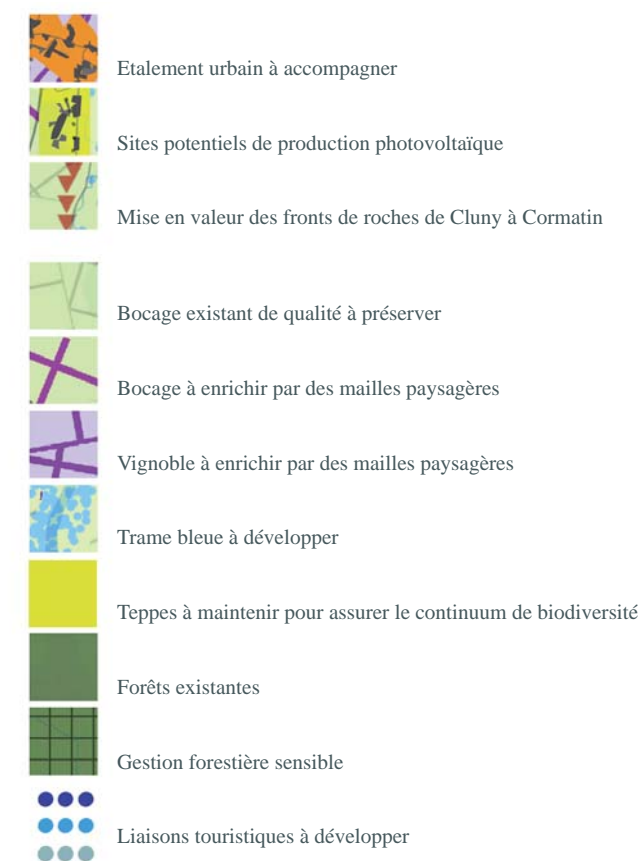 Etalement urbain à accompagner
Sites potentiels de production photovoltaïque
Mise en valeur des fronts de roches de Cluny à Cormatin
Bocage existant de qualité à préserver
Bocage à enrichir par des mailles paysagères
Vignoble à enrichir par des mailles paysagères
Trame bleue à développer
Teppes à maintenir pour assurer le continuum de biodiversité
Forêts existantes
Gestion forestière sensible
Liaisons touristiques à développer